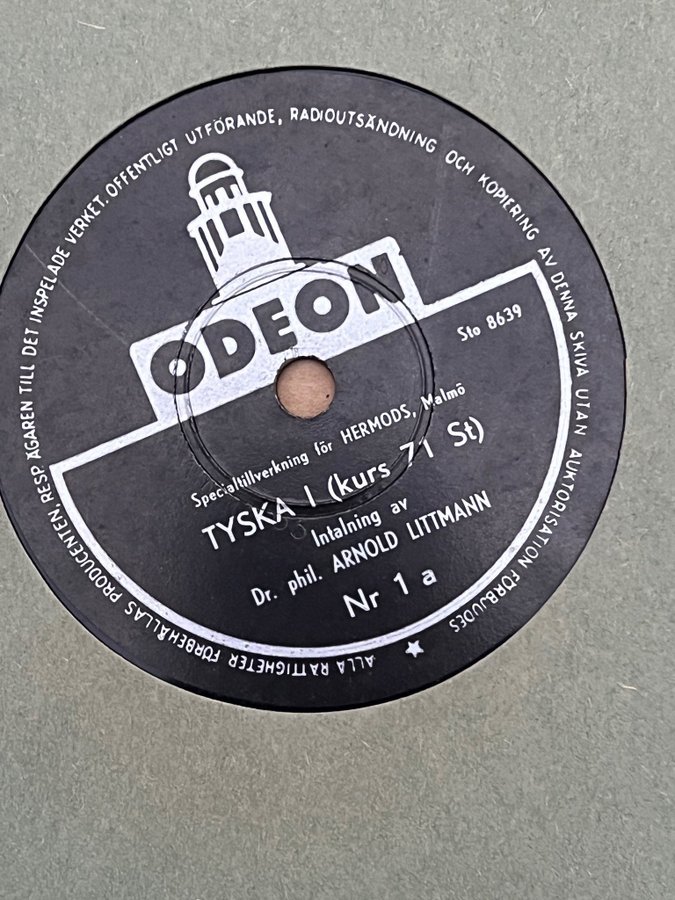 ODEON
Sto 8639
Specialtillverkning för HERMODS, Malmö
TYSKA I (kurs 71 St)
Intalning av
Dr. phil. ARNOLD LITTMANN
Nr 1 a
ALLA RÄTTIGHETER FÖRBEHÅLLAS PRODUCENTEN, RESP ÄGAREN TILL DET INSPELADE VERKET. OFFENTLIGT UTFÖRANDE, RADIOUTSÄNDNING OCH KOPIERING AV DENNA SKIVA UTAN AUKTORISATION FÖRBJUDES